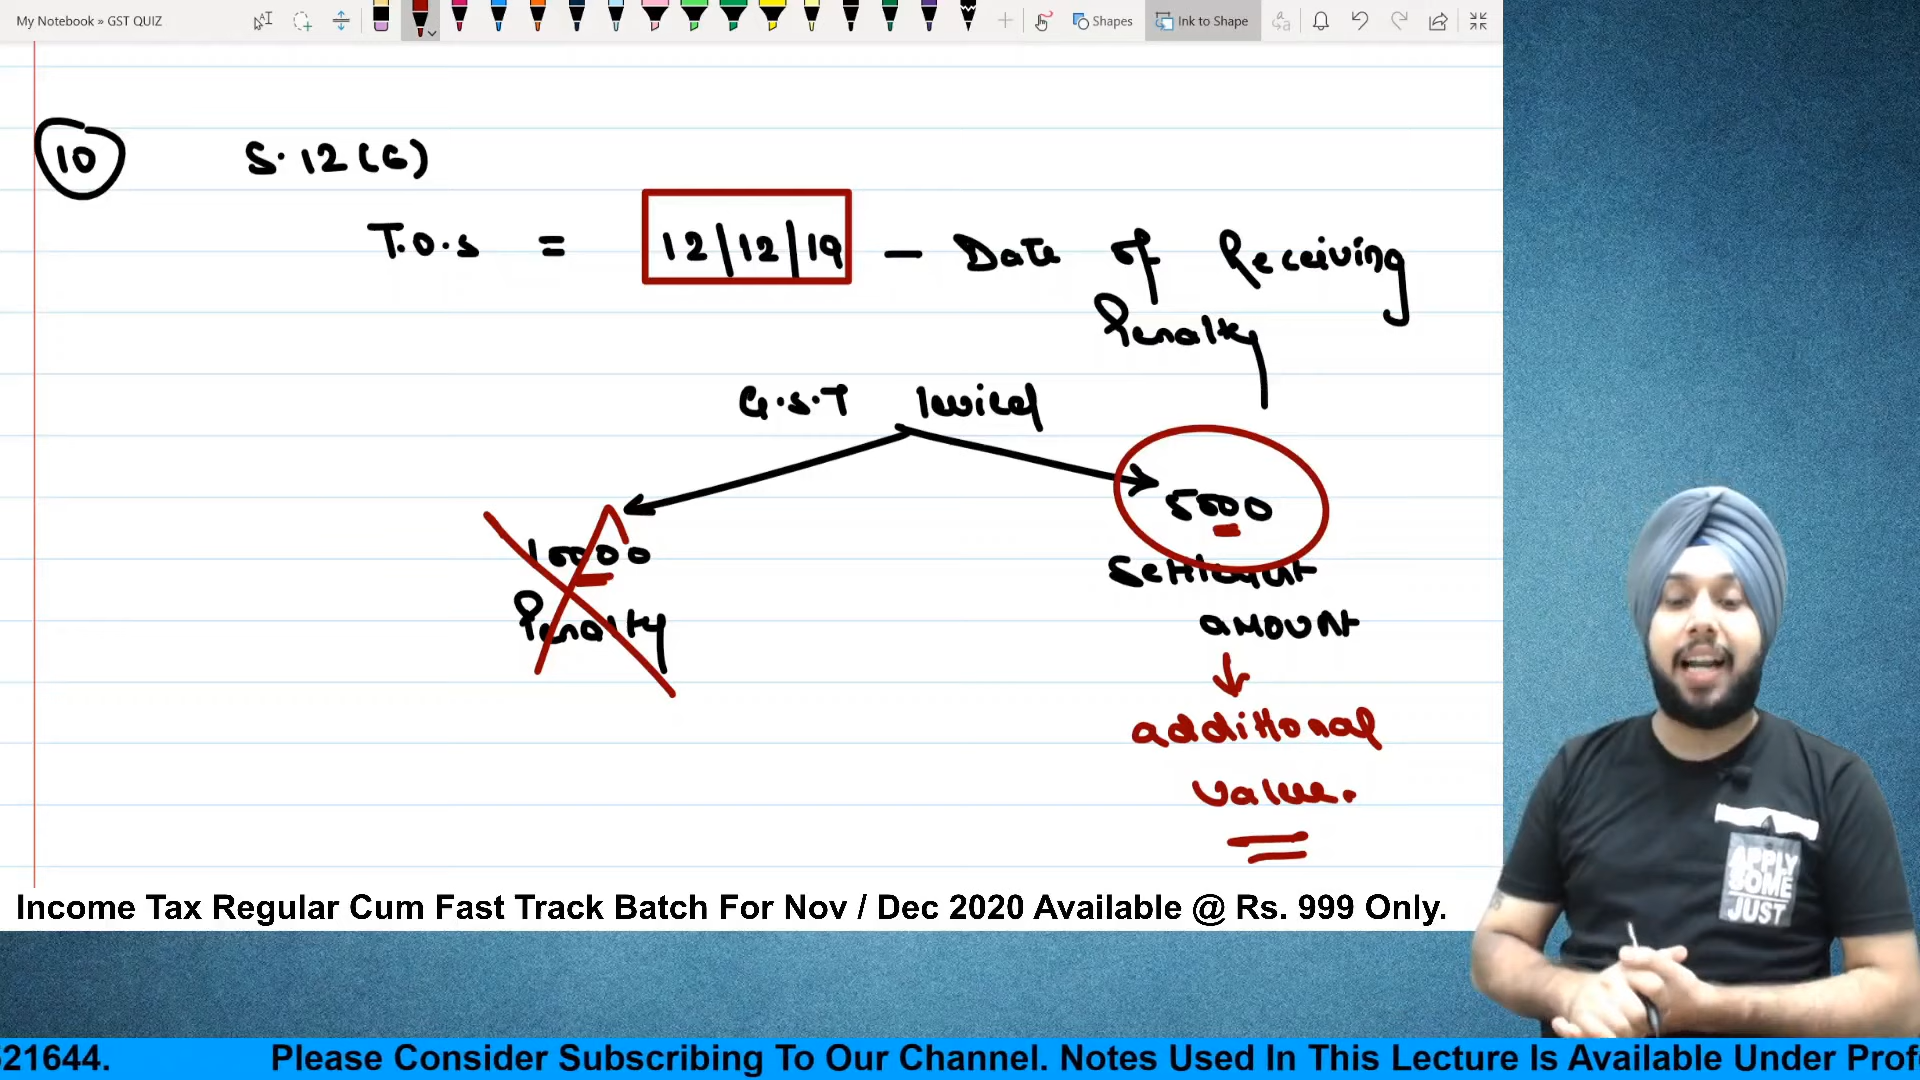 My Notebook » GST QUIZ
Shapes
Ink to Shape
10
S. 12 (6)
T.O.S = 12/12/19 — Date of Receiving
Penalty
G.S.T levied
10000
Penalty
5000
Settlement
amount
additional
value.
APPLY
SOME
JUST
Income Tax Regular Cum Fast Track Batch For Nov / Dec 2020 Available @ Rs. 999 Only.
521644. Please Consider Subscribing To Our Channel. Notes Used In This Lecture Is Available Under Prof